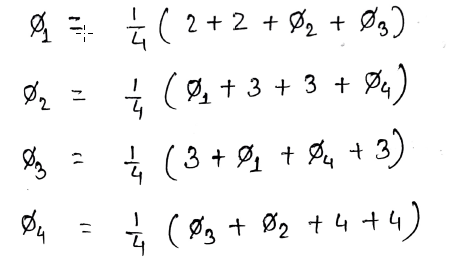 Ø₁ = 1/4 ( 2 + 2 + Ø₂ + Ø₃ )
Ø₂ = 1/4 ( Ø₁ + 3 + 3 + Ø₄ )
Ø₃ = 1/4 ( 3 + Ø₁ + Ø₄ + 3 )
Ø₄ = 1/4 ( Ø₃ + Ø₂ + 4 + 4 )